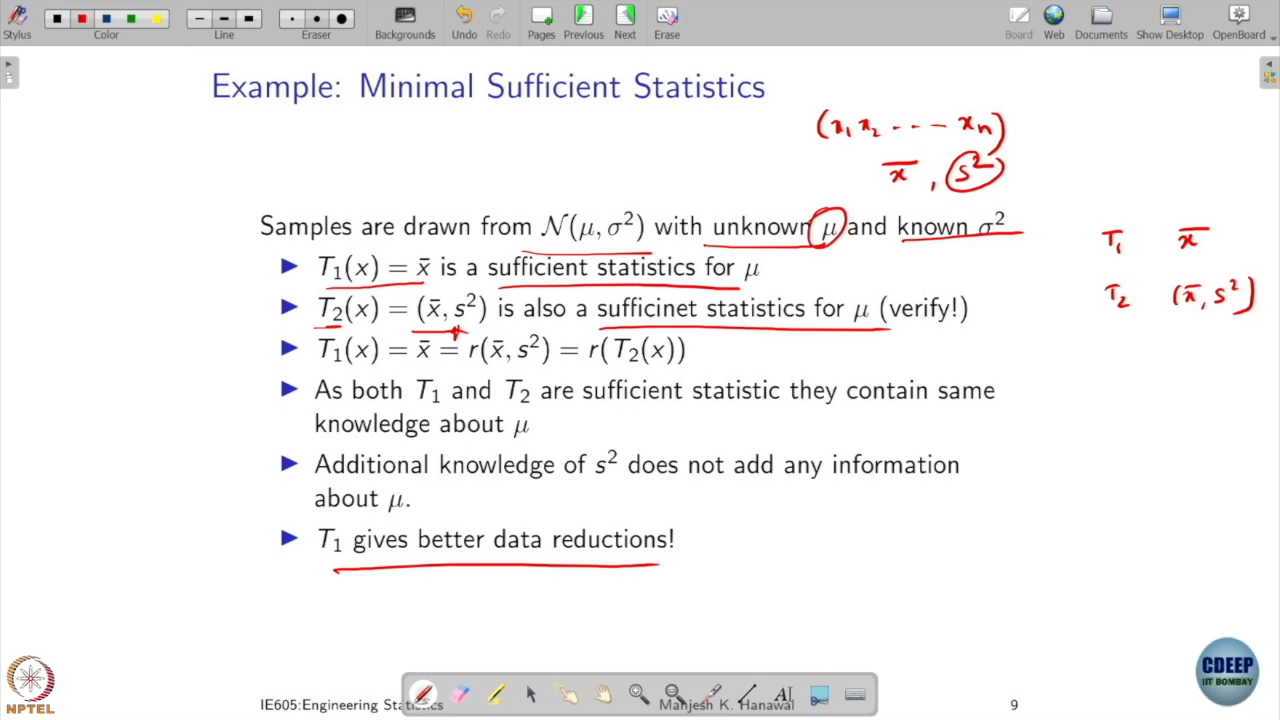 Stylus Color Line Eraser Backgrounds Undo Redo Pages Previous Next Erase Board Web Documents Show Desktop OpenBoard
Example: Minimal Sufficient Statistics
(x₁ x₂ ---- xₙ)
x̄, s²
Samples are drawn from 𝒩(μ, σ²) with unknown μ and known σ²
T₁ x̄
▶ T₁(x) = x̄ is a sufficient statistics for μ
T₂ (x̄, s²)
▶ T₂(x) = (x̄, s²) is also a sufficinet statistics for μ (verify!)
▶ T₁(x) = x̄ = r(x̄, s²) = r(T₂(x))
▶ As both T₁ and T₂ are sufficient statistic they contain same
knowledge about μ
▶ Additional knowledge of s² does not add any information
about μ.
▶ T₁ gives better data reductions!
NPTEL
CDEEP
IIT BOMBAY
IE605:Engineering Statistics Manjesh K. Hanawal 9